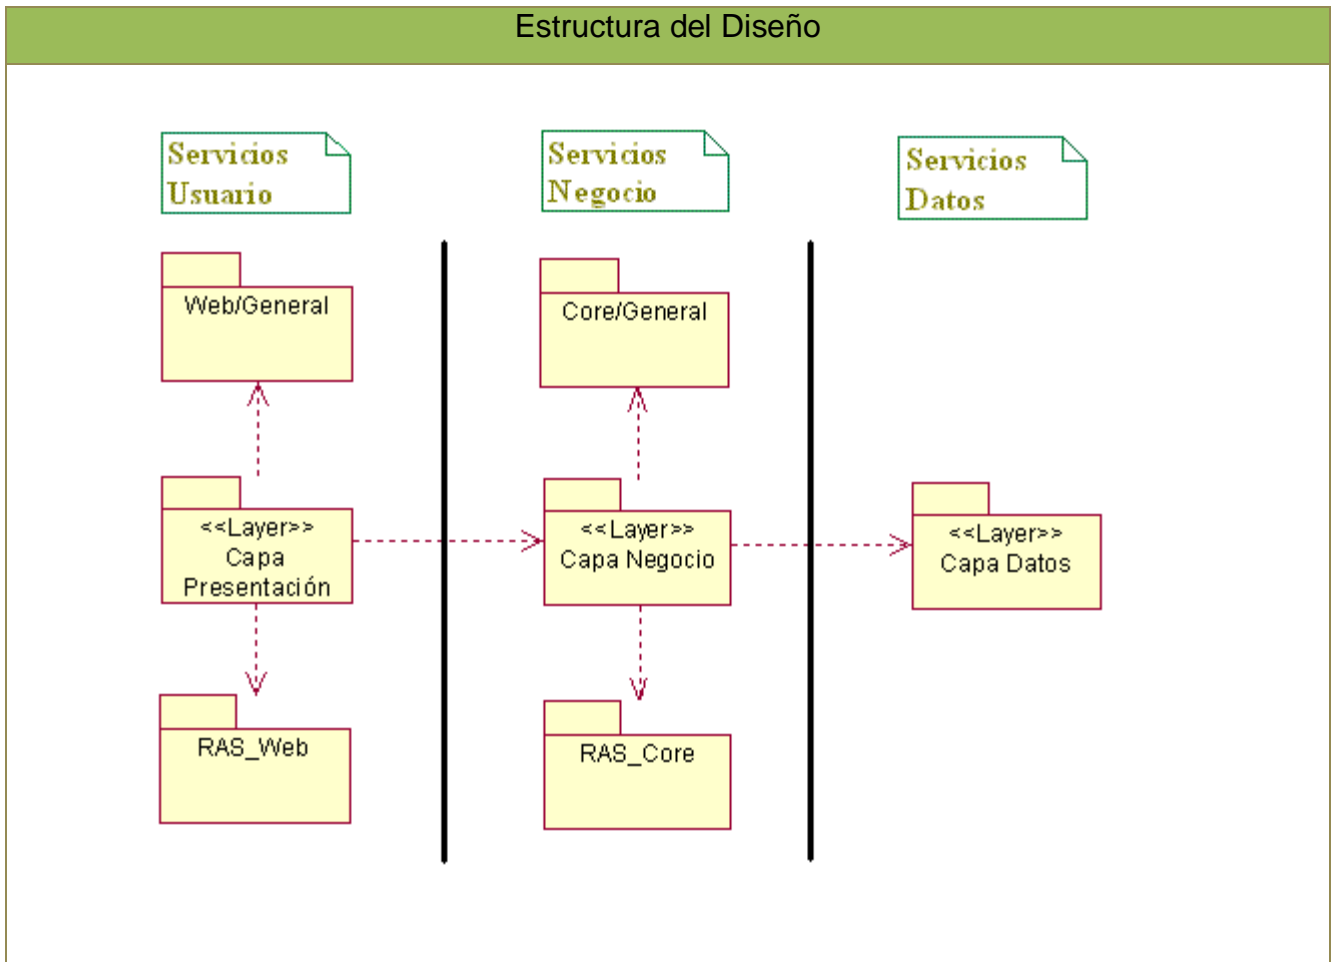 Estructura del Diseño
Servicios
Usuario
Servicios
Negocio
Servicios
Datos
Web/General
Core/General
<<Layer>>
Capa
Presentación
<<Layer>>
Capa Negocio
<<Layer>>
Capa Datos
RAS_Web
RAS_Core